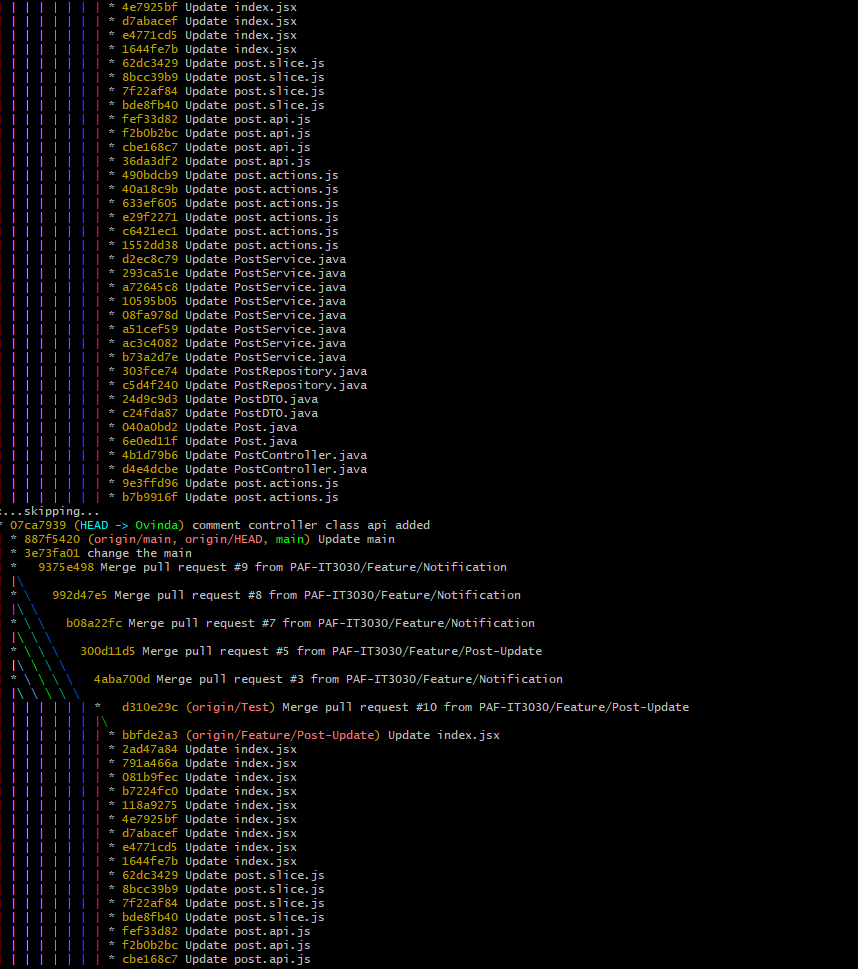 * 4e7925bf Update index.jsx
* d7abacef Update index.jsx
* e4771cd5 Update index.jsx
* 1644fe7b Update index.jsx
* 62dc3429 Update post.slice.js
* 8bcc39b9 Update post.slice.js
* 7f22af84 Update post.slice.js
* bde8fb40 Update post.slice.js
* fef33d82 Update post.api.js
* f2b0b2bc Update post.api.js
* cbe168c7 Update post.api.js
* 36da3df2 Update post.api.js
* 490bdcb9 Update post.actions.js
* 40a18c9b Update post.actions.js
* 633ef605 Update post.actions.js
* e29f2271 Update post.actions.js
* c6421ec1 Update post.actions.js
* 1552dd38 Update post.actions.js
* d2ec8c79 Update PostService.java
* 293ca51e Update PostService.java
* a72645c8 Update PostService.java
* 10595b05 Update PostService.java
* 08fa978d Update PostService.java
* a51cef59 Update PostService.java
* ac3c4082 Update PostService.java
* b73a2d7e Update PostService.java
* 303fce74 Update PostRepository.java
* c5d4f240 Update PostRepository.java
* 24d9c9d3 Update PostDTO.java
* c24fda87 Update PostDTO.java
* 040a0bd2 Update Post.java
* 6e0ed11f Update Post.java
* 4b1d79b6 Update PostController.java
* d4e4dcbe Update PostController.java
* 9e3ffd96 Update post.actions.js
* b7b9916f Update post.actions.js
:...skipping...
* 07ca7939 (HEAD -> Ovinda) comment controller class api added
* 887f5420 (origin/main, origin/HEAD, main) Update main
* 3e73fa01 change the main
* 9375e498 Merge pull request #9 from PAF-IT3030/Feature/Notification
* 992d47e5 Merge pull request #8 from PAF-IT3030/Feature/Notification
* b08a22fc Merge pull request #7 from PAF-IT3030/Feature/Notification
* 300d11d5 Merge pull request #5 from PAF-IT3030/Feature/Post-Update
* 4aba700d Merge pull request #3 from PAF-IT3030/Feature/Notification
* d310e29c (origin/Test) Merge pull request #10 from PAF-IT3030/Feature/Post-Update
* bbfde2a3 (origin/Feature/Post-Update) Update index.jsx
* 2ad47a84 Update index.jsx
* 791a466a Update index.jsx
* 081b9fec Update index.jsx
* b7224fc0 Update index.jsx
* 118a9275 Update index.jsx
* 4e7925bf Update index.jsx
* d7abacef Update index.jsx
* e4771cd5 Update index.jsx
* 1644fe7b Update index.jsx
* 62dc3429 Update post.slice.js
* 8bcc39b9 Update post.slice.js
* 7f22af84 Update post.slice.js
* bde8fb40 Update post.slice.js
* fef33d82 Update post.api.js
* f2b0b2bc Update post.api.js
* cbe168c7 Update post.api.js